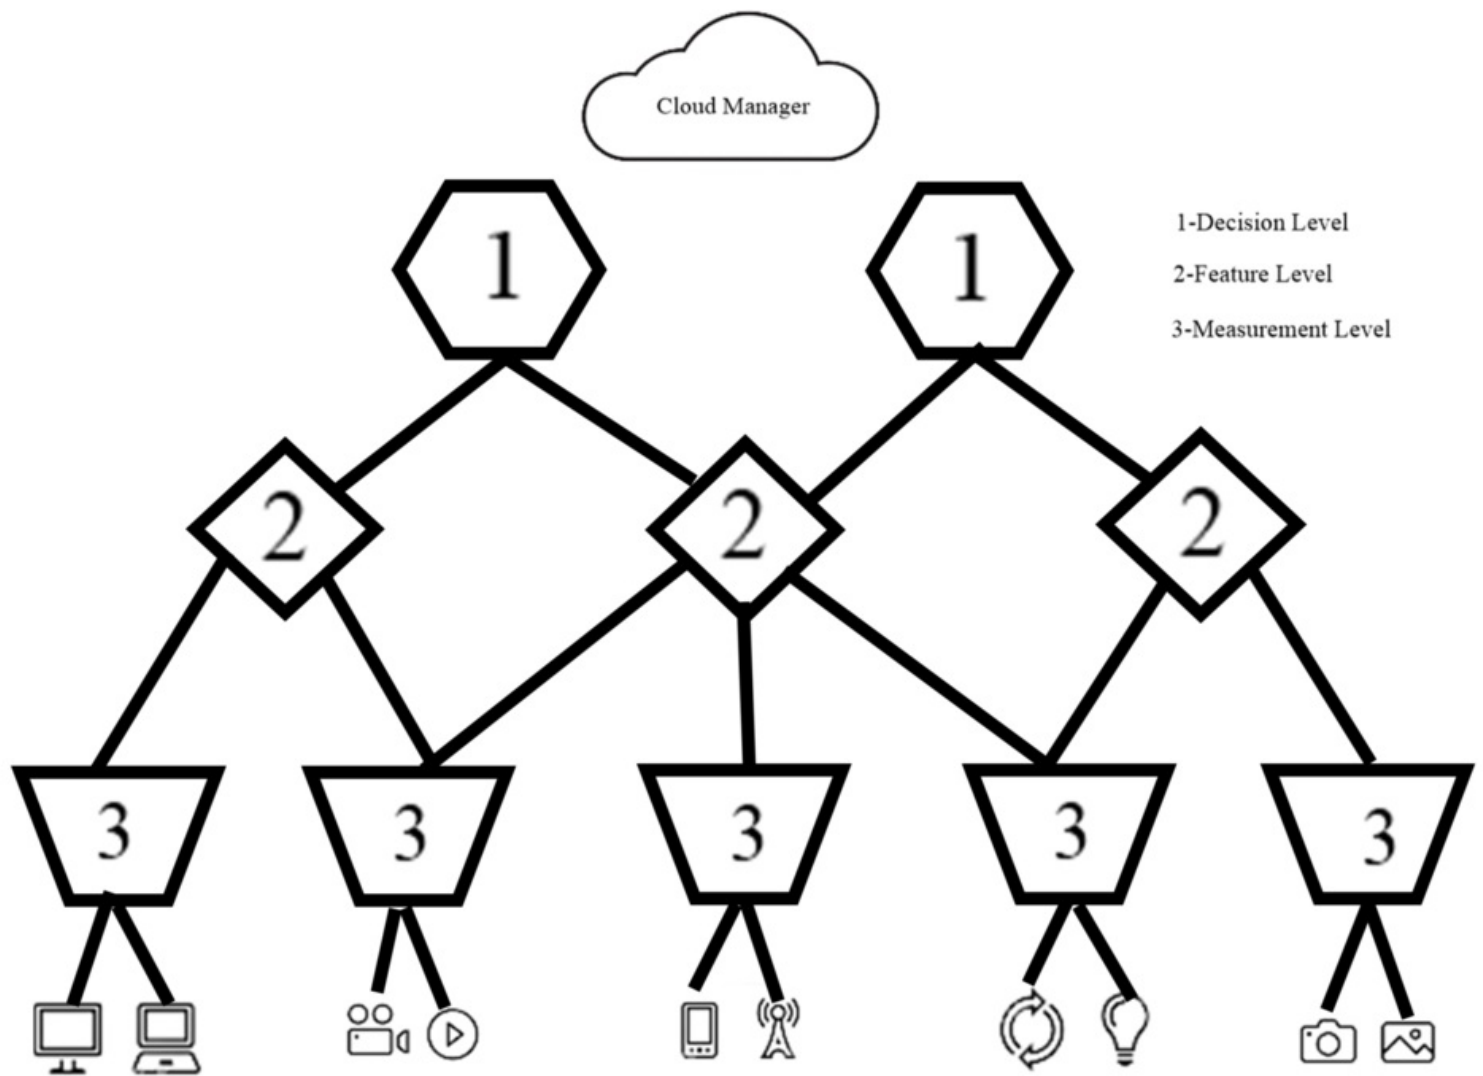 Cloud Manager
1 1
1-Decision Level
2-Feature Level
3-Measurement Level
2 2 2
3 3 3 3 3